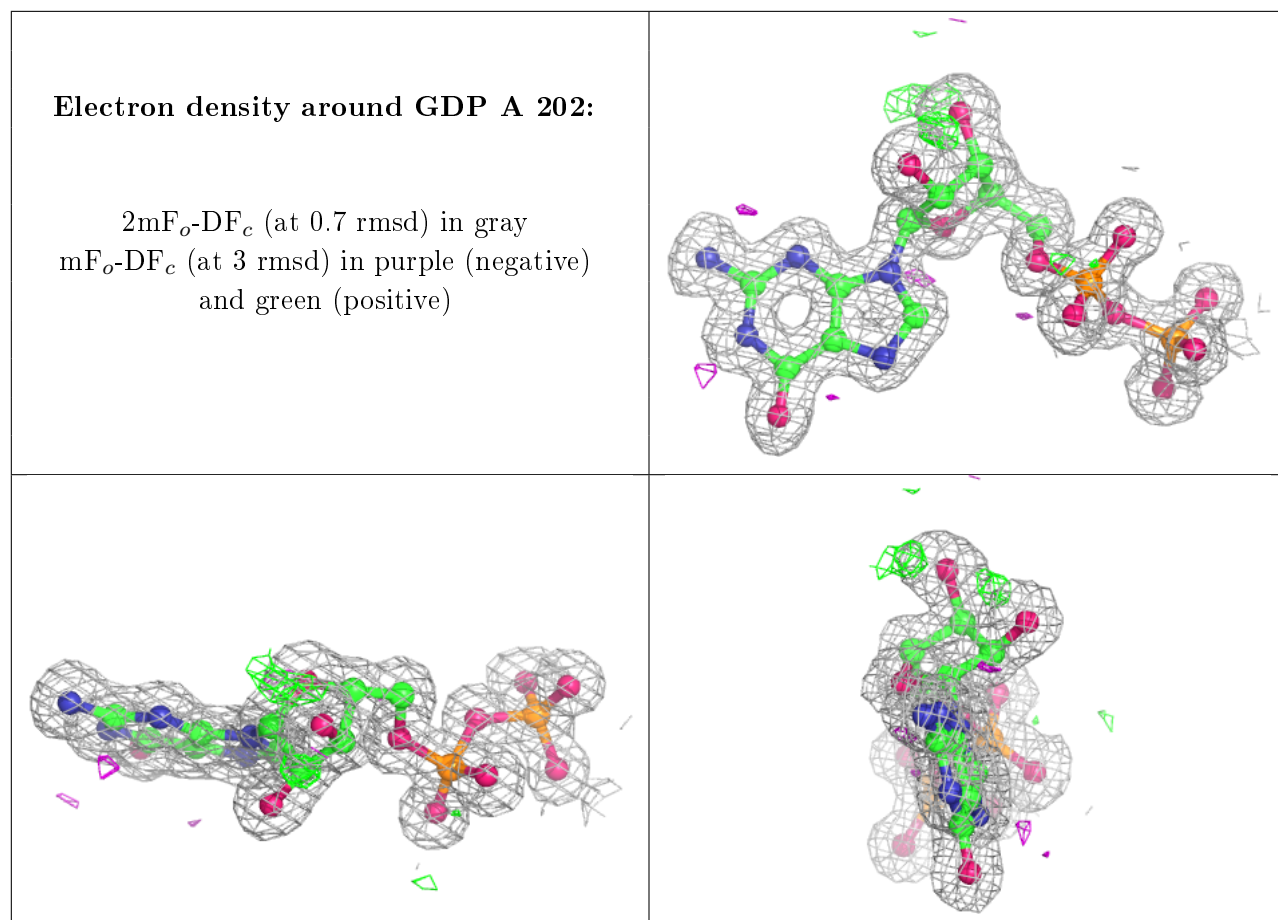 Electron density around GDP A 202:
2mFₒ-DF𝒸 (at 0.7 rmsd) in gray
mFₒ-DF𝒸 (at 3 rmsd) in purple (negative)
and green (positive)